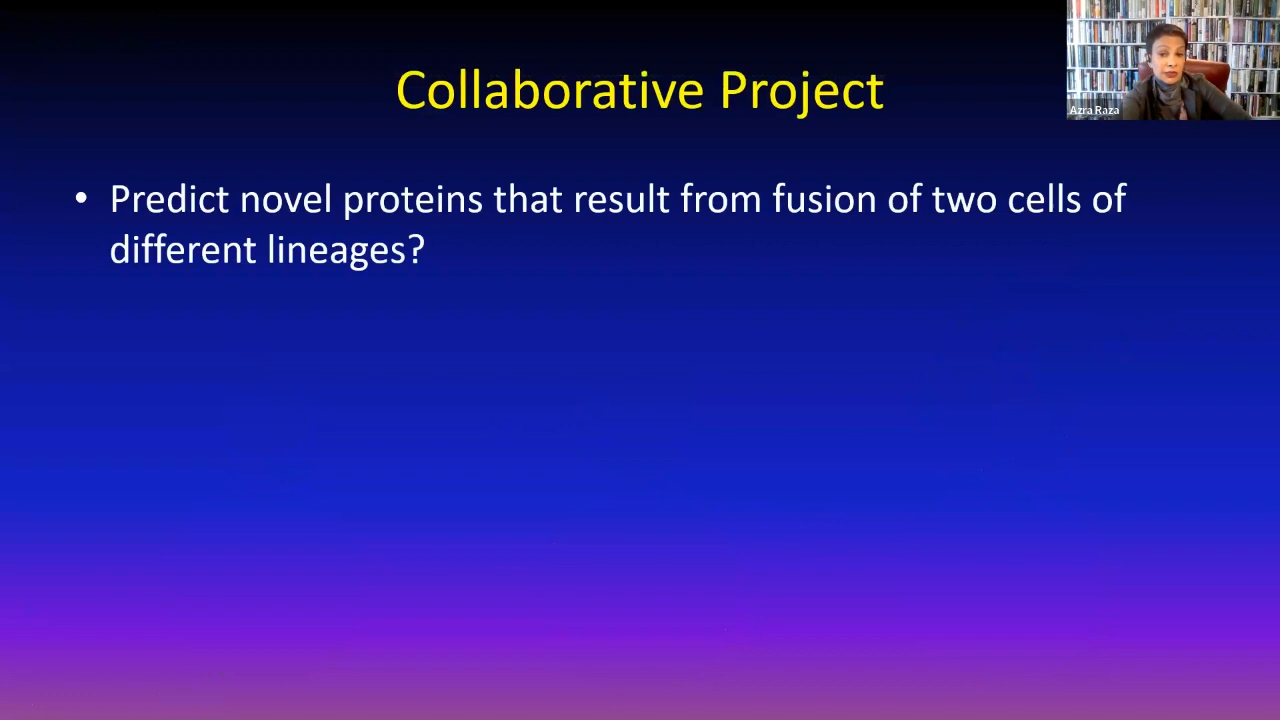 Collaborative Project
Azra Raza
• Predict novel proteins that result from fusion of two cells of
different lineages?